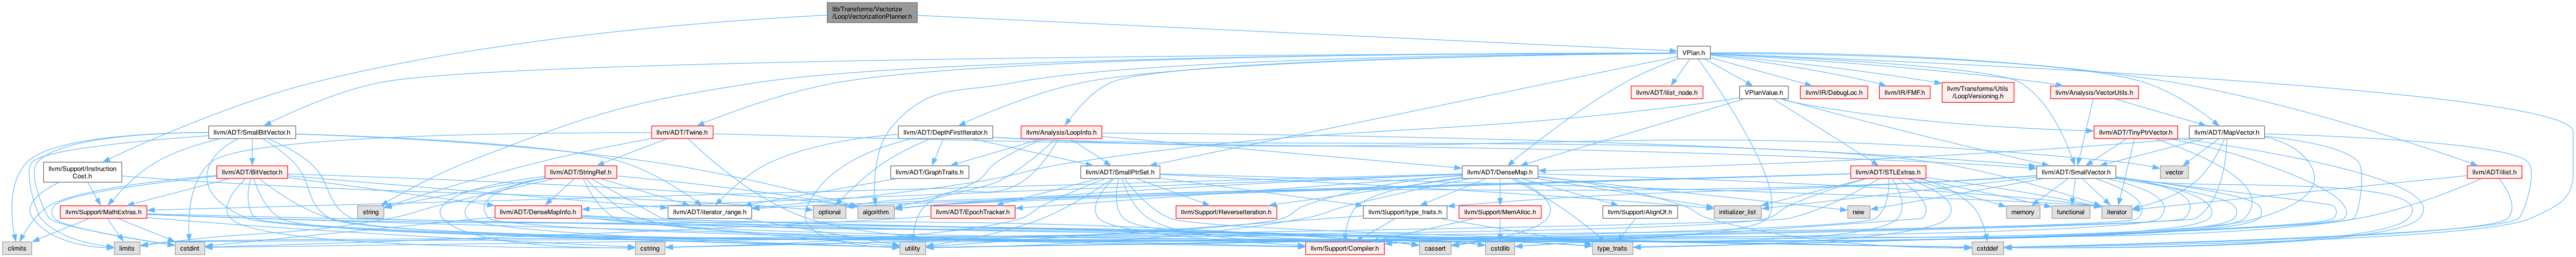 lib/Transforms/Vectorize
/LoopVectorizationPlanner.h
VPlan.h
llvm/ADT/ilist_node.h
VPlanValue.h
llvm/IR/DebugLoc.h
llvm/IR/FMF.h
llvm/Transforms/Utils
/LoopVersioning.h
llvm/Analysis/VectorUtils.h
llvm/ADT/SmallBitVector.h
llvm/ADT/Twine.h
llvm/ADT/DepthFirstIterator.h
llvm/Analysis/LoopInfo.h
llvm/ADT/TinyPtrVector.h
llvm/ADT/MapVector.h
llvm/Support/Instruction
Cost.h
llvm/ADT/BitVector.h
llvm/ADT/StringRef.h
llvm/ADT/GraphTraits.h
llvm/ADT/SmallPtrSet.h
llvm/ADT/DenseMap.h
llvm/ADT/STLExtras.h
llvm/ADT/SmallVector.h
vector
llvm/ADT/ilist.h
llvm/Support/MathExtras.h
string
llvm/ADT/DenseMapInfo.h
llvm/ADT/iterator_range.h
optional
algorithm
llvm/ADT/EpochTracker.h
llvm/Support/ReverseIteration.h
llvm/Support/type_traits.h
llvm/Support/MemAlloc.h
llvm/Support/AlignOf.h
initializer_list
new
memory
functional
iterator
climits
limits
cstdint
cstring
utility
llvm/Support/Compiler.h
cassert
cstdlib
type_traits
cstddef